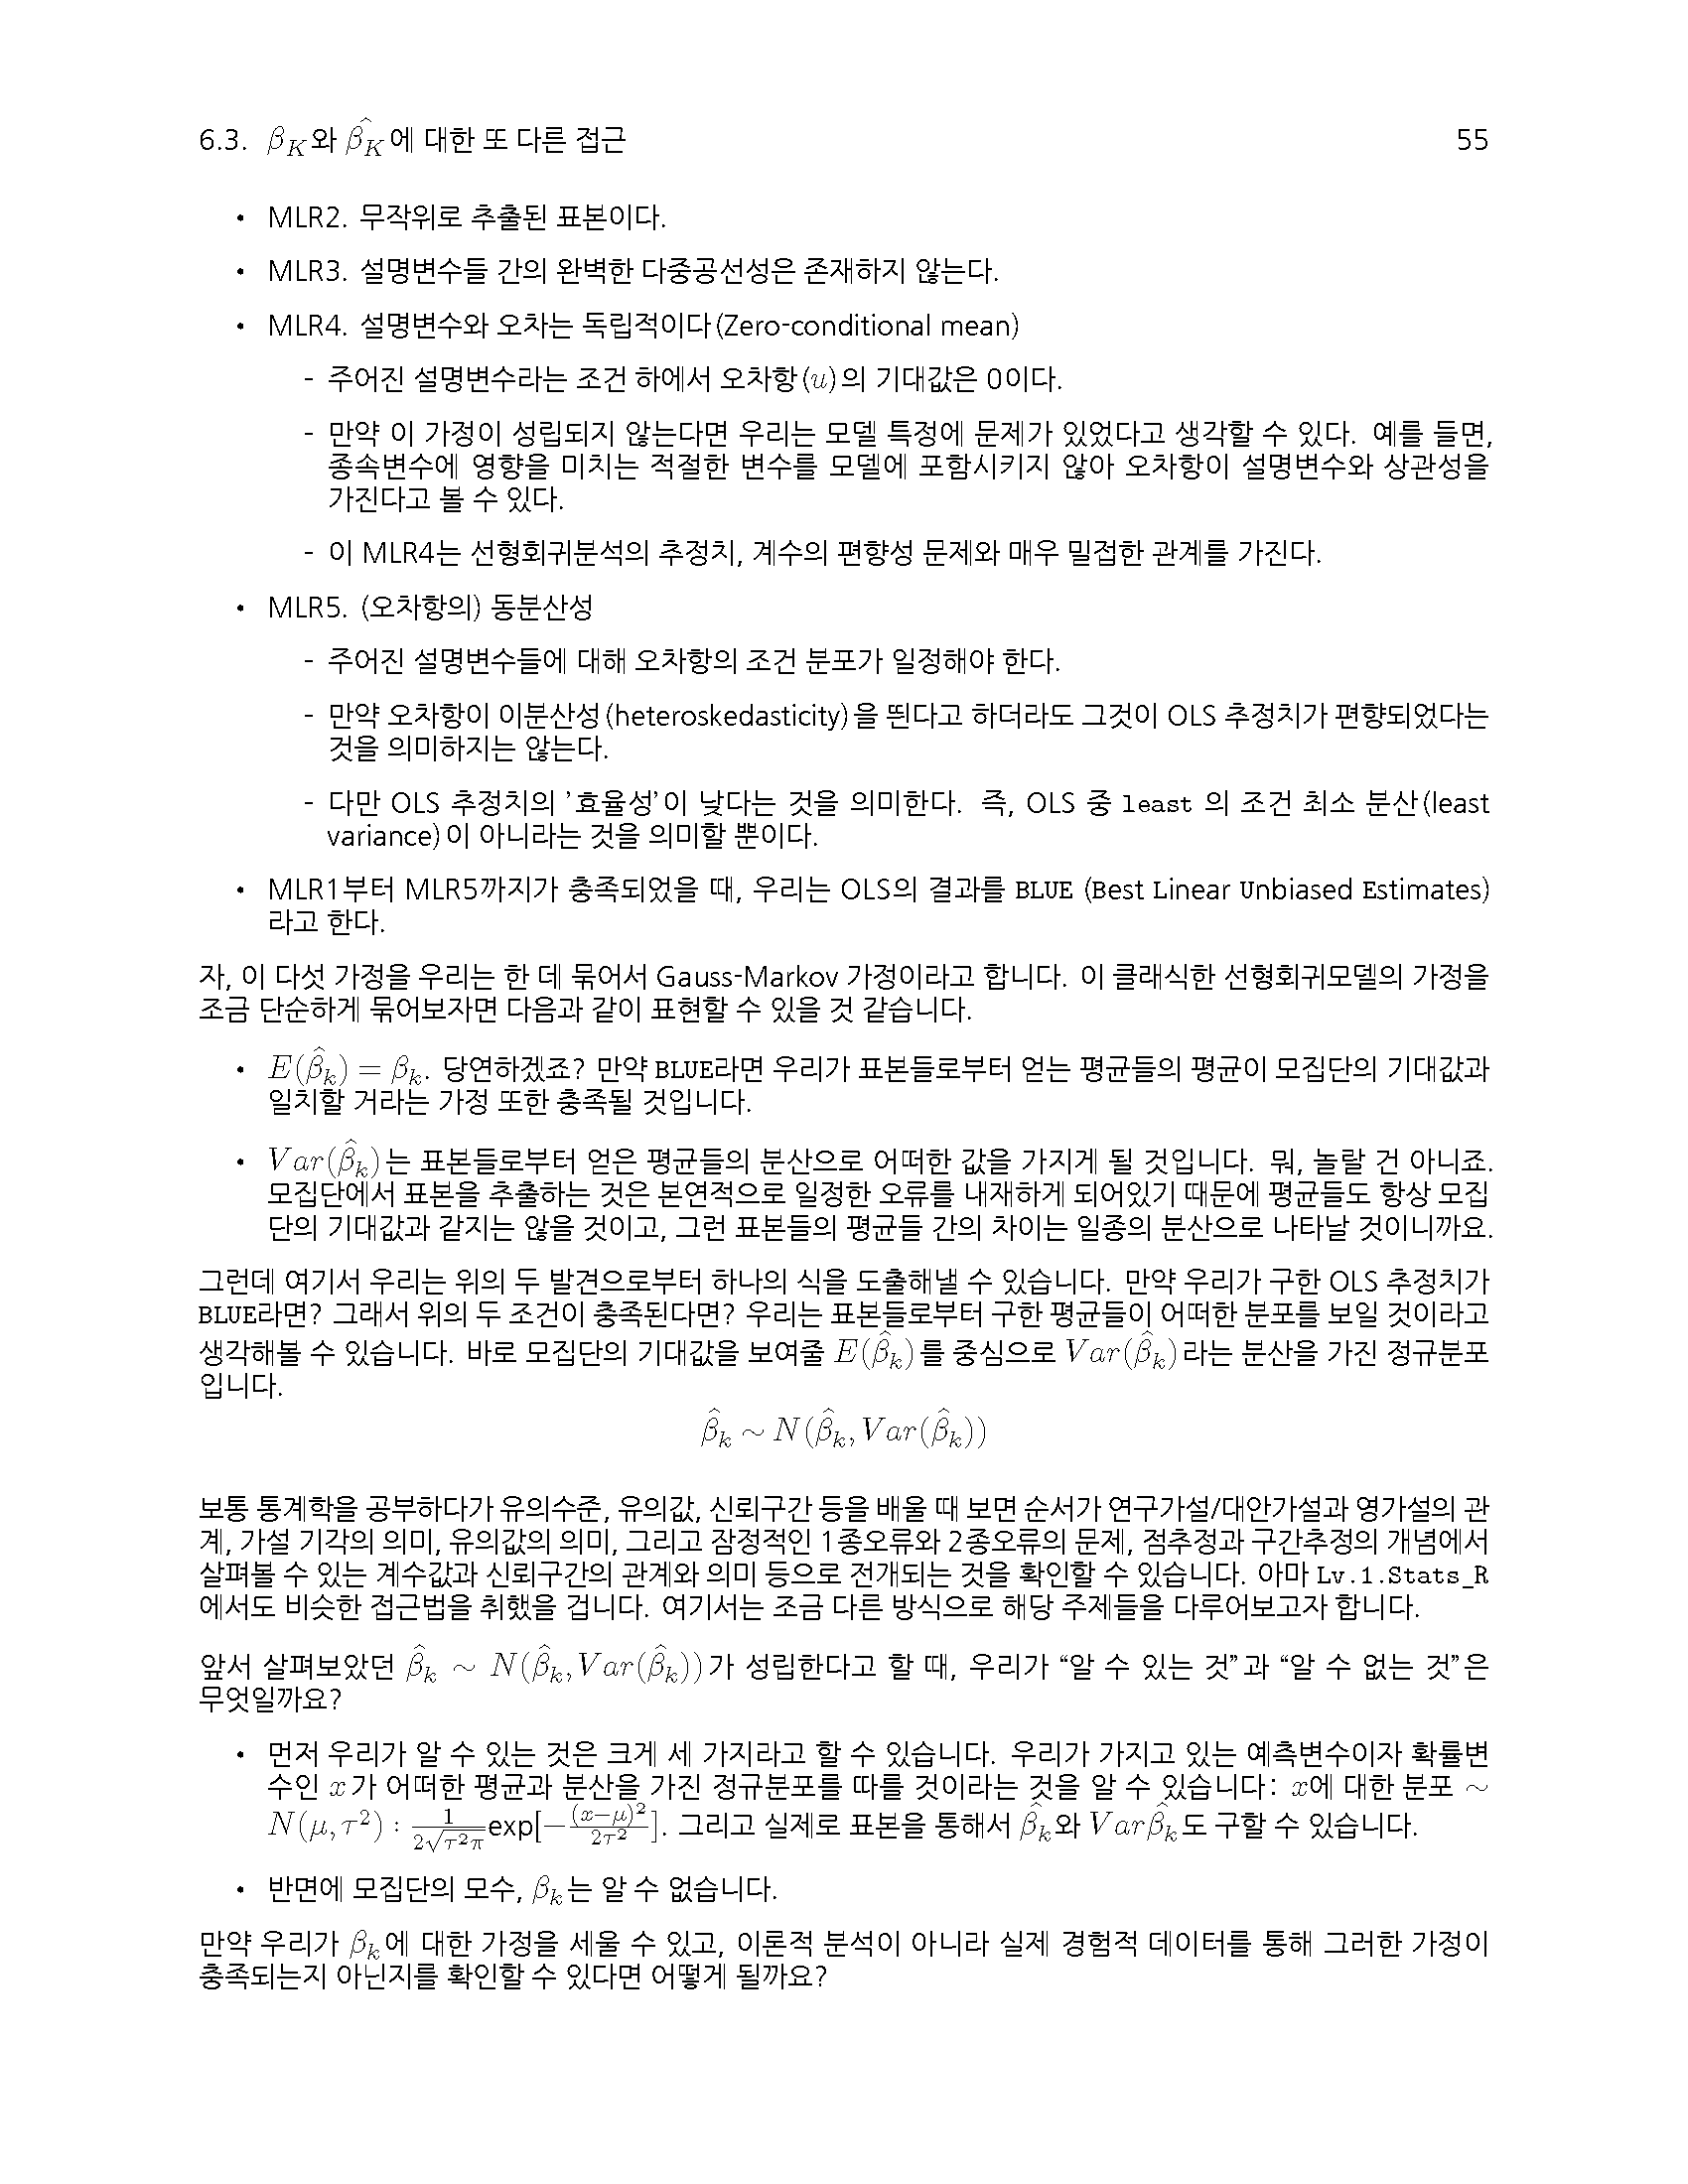 6.3. $\beta_K$와 $\widehat{\beta_K}$에 대한 또 다른 접근 55
• MLR2. 무작위로 추출된 표본이다.
• MLR3. 설명변수들 간의 완벽한 다중공선성은 존재하지 않는다.
• MLR4. 설명변수와 오차는 독립적이다(Zero-conditional mean)
- 주어진 설명변수라는 조건 하에서 오차항($u$)의 기대값은 0이다.
- 만약 이 가정이 성립되지 않는다면 우리는 모델 특정에 문제가 있었다고 생각할 수 있다. 예를 들면,
종속변수에 영향을 미치는 적절한 변수를 모델에 포함시키지 않아 오차항이 설명변수와 상관성을
가진다고 볼 수 있다.
- 이 MLR4는 선형회귀분석의 추정치, 계수의 편향성 문제와 매우 밀접한 관계를 가진다.
• MLR5. (오차항의) 동분산성
- 주어진 설명변수들에 대해 오차항의 조건 분포가 일정해야 한다.
- 만약 오차항이 이분산성(heteroskedasticity)을 띈다고 하더라도 그것이 OLS 추정치가 편향되었다는
것을 의미하지는 않는다.
- 다만 OLS 추정치의 ’효율성’이 낮다는 것을 의미한다. 즉, OLS 중 least 의 조건 최소 분산(least
variance)이 아니라는 것을 의미할 뿐이다.
• MLR1부터 MLR5까지가 충족되었을 때, 우리는 OLS의 결과를 BLUE (Best Linear Unbiased Estimates)
라고 한다.
자, 이 다섯 가정을 우리는 한 데 묶어서 Gauss-Markov 가정이라고 합니다. 이 클래식한 선형회귀모델의 가정을
조금 단순하게 묶어보자면 다음과 같이 표현할 수 있을 것 같습니다.
• $E(\hat{\beta_k}) = \beta_k$. 당연하겠죠? 만약 BLUE라면 우리가 표본들로부터 얻는 평균들의 평균이 모집단의 기대값과
일치할 거라는 가정 또한 충족될 것입니다.
• $Var(\hat{\beta_k})$는 표본들로부터 얻은 평균들의 분산으로 어떠한 값을 가지게 될 것입니다. 뭐, 놀랄 건 아니죠.
모집단에서 표본을 추출하는 것은 본연적으로 일정한 오류를 내재하게 되어있기 때문에 평균들도 항상 모집
단의 기대값과 같지는 않을 것이고, 그런 표본들의 평균들 간의 차이는 일종의 분산으로 나타날 것이니까요.
그런데 여기서 우리는 위의 두 발견으로부터 하나의 식을 도출해낼 수 있습니다. 만약 우리가 구한 OLS 추정치가
BLUE라면? 그래서 위의 두 조건이 충족된다면? 우리는 표본들로부터 구한 평균들이 어떠한 분포를 보일 것이라고
생각해볼 수 있습니다. 바로 모집단의 기대값을 보여줄 $E(\hat{\beta_k})$를 중심으로 $Var(\hat{\beta_k})$라는 분산을 가진 정규분포
입니다.
$\hat{\beta_k} \sim N(\hat{\beta_k}, Var(\hat{\beta_k}))$
보통 통계학을 공부하다가 유의수준, 유의값, 신뢰구간 등을 배울 때 보면 순서가 연구가설/대안가설과 영가설의 관
계, 가설 기각의 의미, 유의값의 의미, 그리고 잠정적인 1종오류와 2종오류의 문제, 점추정과 구간추정의 개념에서
살펴볼 수 있는 계수값과 신뢰구간의 관계와 의미 등으로 전개되는 것을 확인할 수 있습니다. 아마 Lv.1.Stats_R
에서도 비슷한 접근법을 취했을 겁니다. 여기서는 조금 다른 방식으로 해당 주제들을 다루어보고자 합니다.
앞서 살펴보았던 $\hat{\beta_k} \sim N(\hat{\beta_k}, Var(\hat{\beta_k}))$가 성립한다고 할 때, 우리가 “알 수 있는 것”과 “알 수 없는 것”은
무엇일까요?
• 먼저 우리가 알 수 있는 것은 크게 세 가지라고 할 수 있습니다. 우리가 가지고 있는 예측변수이자 확률변
수인 $x$가 어떠한 평균과 분산을 가진 정규분포를 따를 것이라는 것을 알 수 있습니다: $x$에 대한 분포 $\sim$
$N(\mu, \tau^2) : \frac{1}{2\sqrt{\tau^2\pi}}$exp$[-\frac{(x-\mu)^2}{2\tau^2}]$. 그리고 실제로 표본을 통해서 $\hat{\beta_k}$와 $Var\hat{\beta_k}$도 구할 수 있습니다.
• 반면에 모집단의 모수, $\beta_k$는 알 수 없습니다.
만약 우리가 $\beta_k$에 대한 가정을 세울 수 있고, 이론적 분석이 아니라 실제 경험적 데이터를 통해 그러한 가정이
충족되는지 아닌지를 확인할 수 있다면 어떻게 될까요?